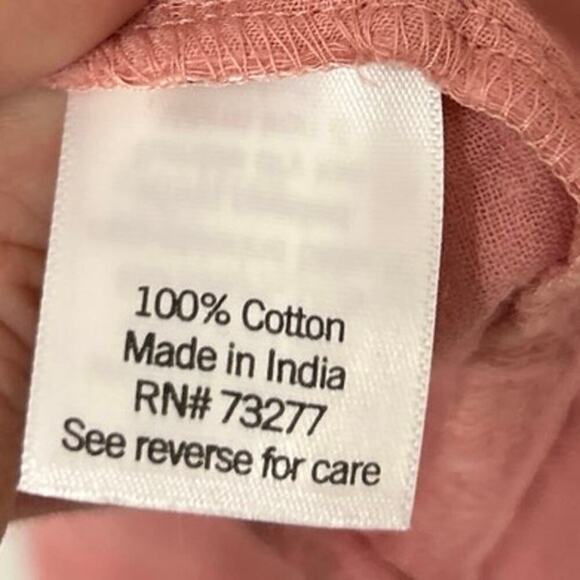 100% Cotton
Made in India
RN# 73277
See reverse for care